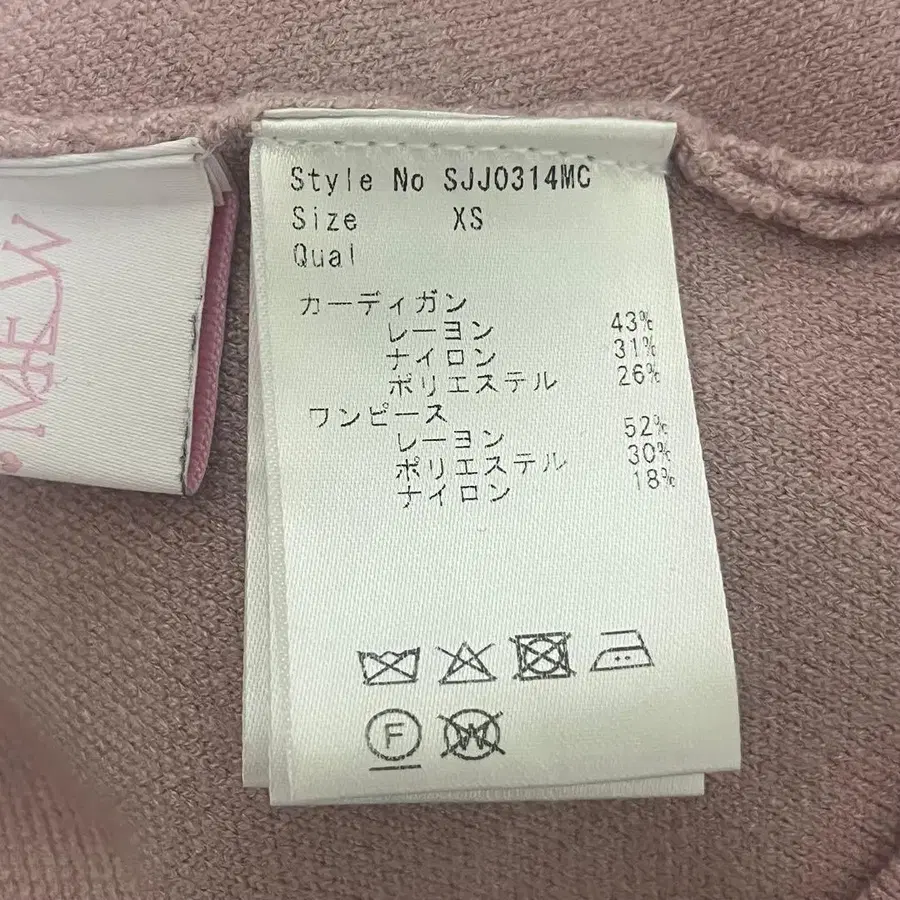 Style No SJJ0314MC
Size XS
Qual
カーディガン
レーヨン 43%
ナイロン 31%
ポリエステル 26%
ワンピース
レーヨン 52%
ポリエステル 30%
ナイロン 18%
F
W